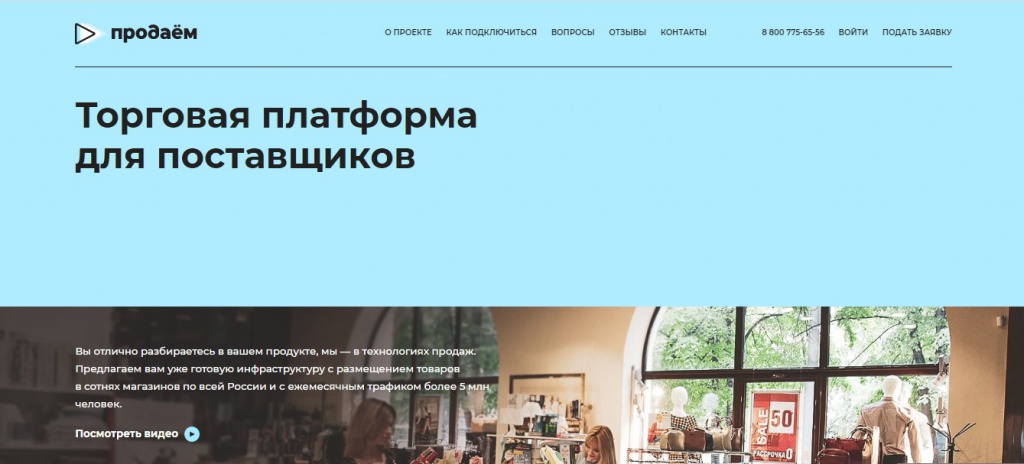 продаём
О ПРОЕКТЕ КАК ПОДКЛЮЧИТЬСЯ ВОПРОСЫ ОТЗЫВЫ КОНТАКТЫ 8 800 775-65-56 ВОЙТИ ПОДАТЬ ЗАЯВКУ
Торговая платформа
для поставщиков
Вы отлично разбираетесь в вашем продукте, мы — в технологиях продаж.
Предлагаем вам уже готовую инфраструктуру с размещением товаров
в сотнях магазинов по всей России и с ежемесячным трафиком более 5 млн
человек.
Посмотреть видео
SALE 50
РАССРОЧКА 0